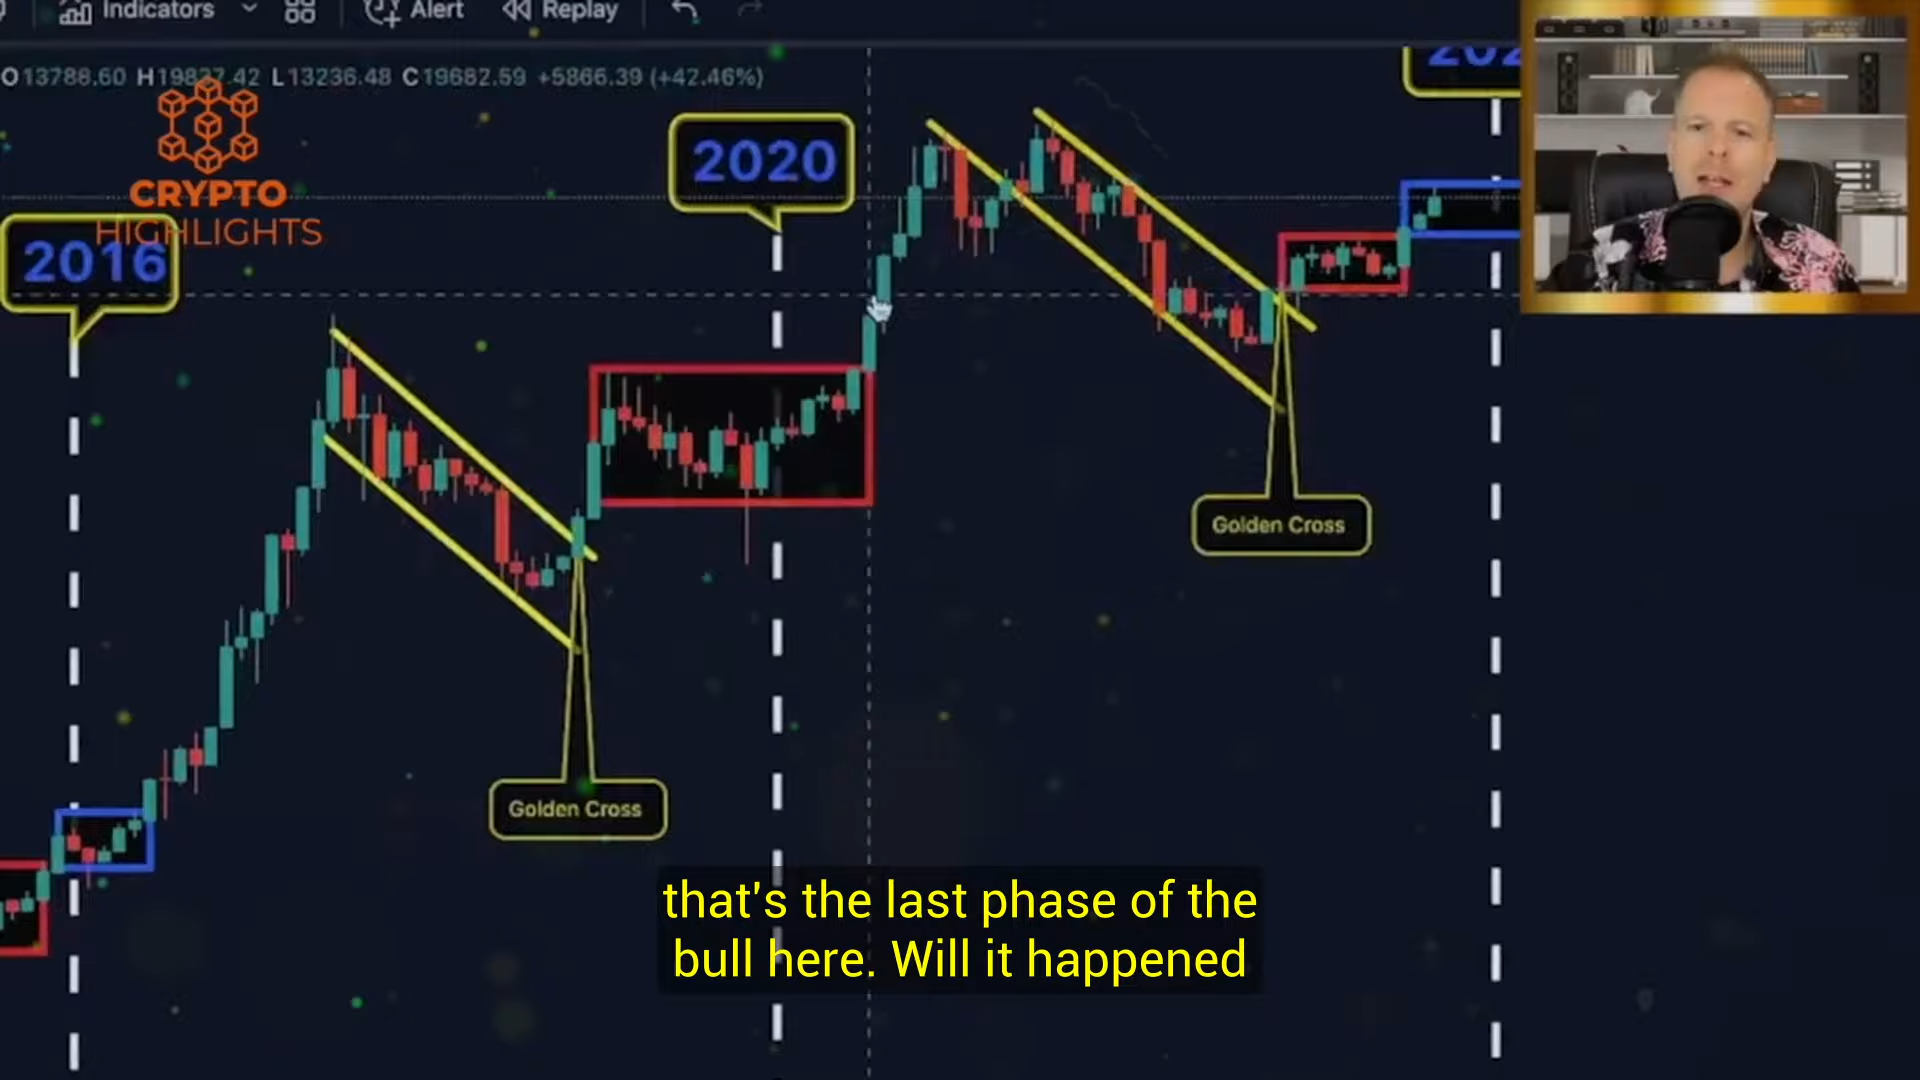 Indicators
Alert
Replay
O13788.60 H19837.42 L13236.48 C19682.59 +5866.39 (+42.46%)
CRYPTO
HIGHLIGHTS
2016
2020
Golden Cross
Golden Cross
that's the last phase of the
bull here. Will it happened